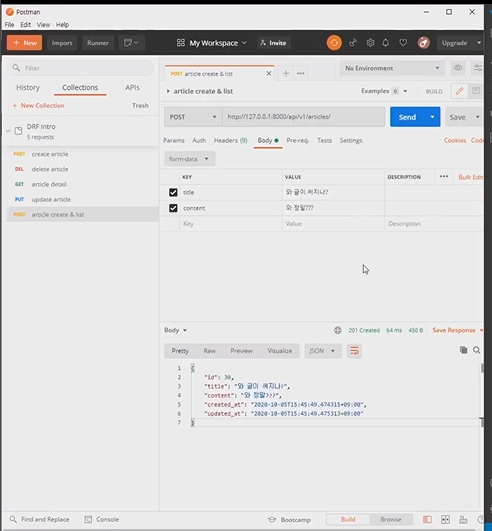 Postman
File Edit View Help
+ New
Import
Runner
My Workspace
Invite
Upgrade
Filter
History
Collections
APIs
+ New Collection
Trash
DRF Intro
5 requests
POST create article
DEL delete article
GET article detail
PUT update article
POST article create & list
POST article create & list
No Environment
article create & list
Examples 0
BUILD
POST
http://127.0.0.1:8000/api/v1/articles/
Send
Save
Params Auth Headers (9) Body Pre-req. Tests Settings
Cookies Code
form-data
KEY VALUE DESCRIPTION ••• Bulk Edit
title 와 글이 써지나?
content 와 정말???
Key Value Description
Body
201 Created 64 ms 450 B Save Response
Pretty Raw Preview Visualize JSON
1 {
2 "id": 30,
3 "title": "와 글이 써지나?",
4 "content": "와 정말???",
5 "created_at": "2020-10-05T15:45:49.474315+09:00",
6 "updated_at": "2020-10-05T15:45:49.475313+09:00"
7 }
Find and Replace
Console
Bootcamp
Build
Browse